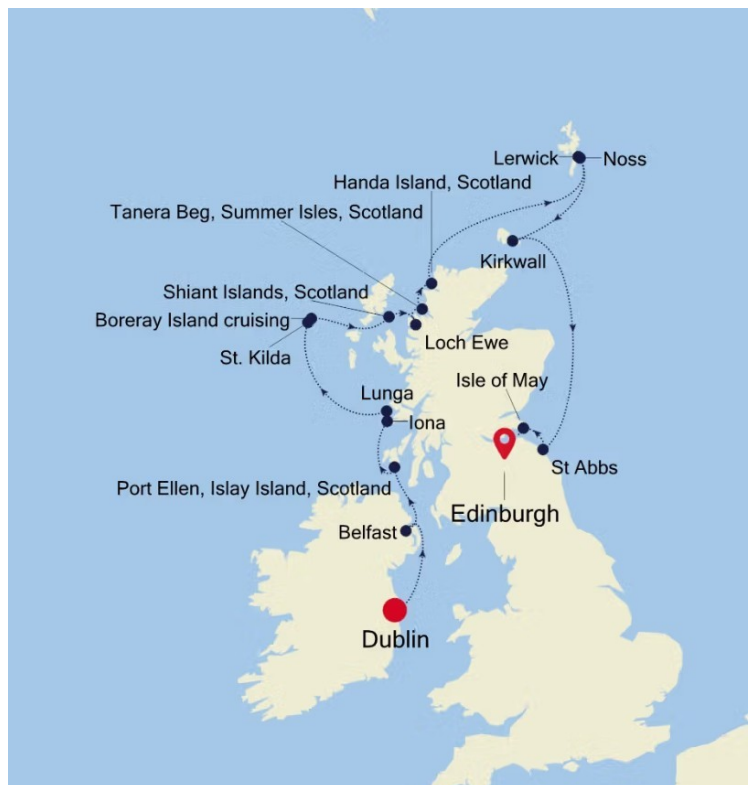 Lerwick
Noss
Handa Island, Scotland
Tanera Beg, Summer Isles, Scotland
Kirkwall
Shiant Islands, Scotland
Boreray Island cruising
Loch Ewe
St. Kilda
Isle of May
Lunga
Iona
St Abbs
Port Ellen, Islay Island, Scotland
Edinburgh
Belfast
Dublin